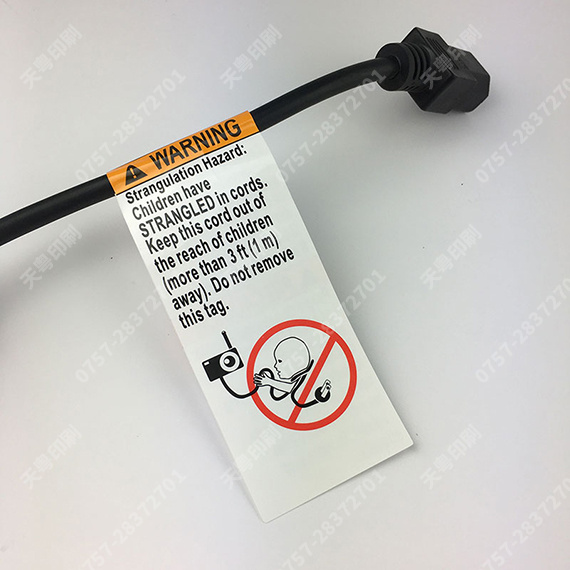 WARNING
Strangulation Hazard:
Children have
STRANGLED in cords.
Keep this cord out of
the reach of children
(more than 3 ft (1 m)
away). Do not remove
this tag.
天粤印刷
0757-28372701